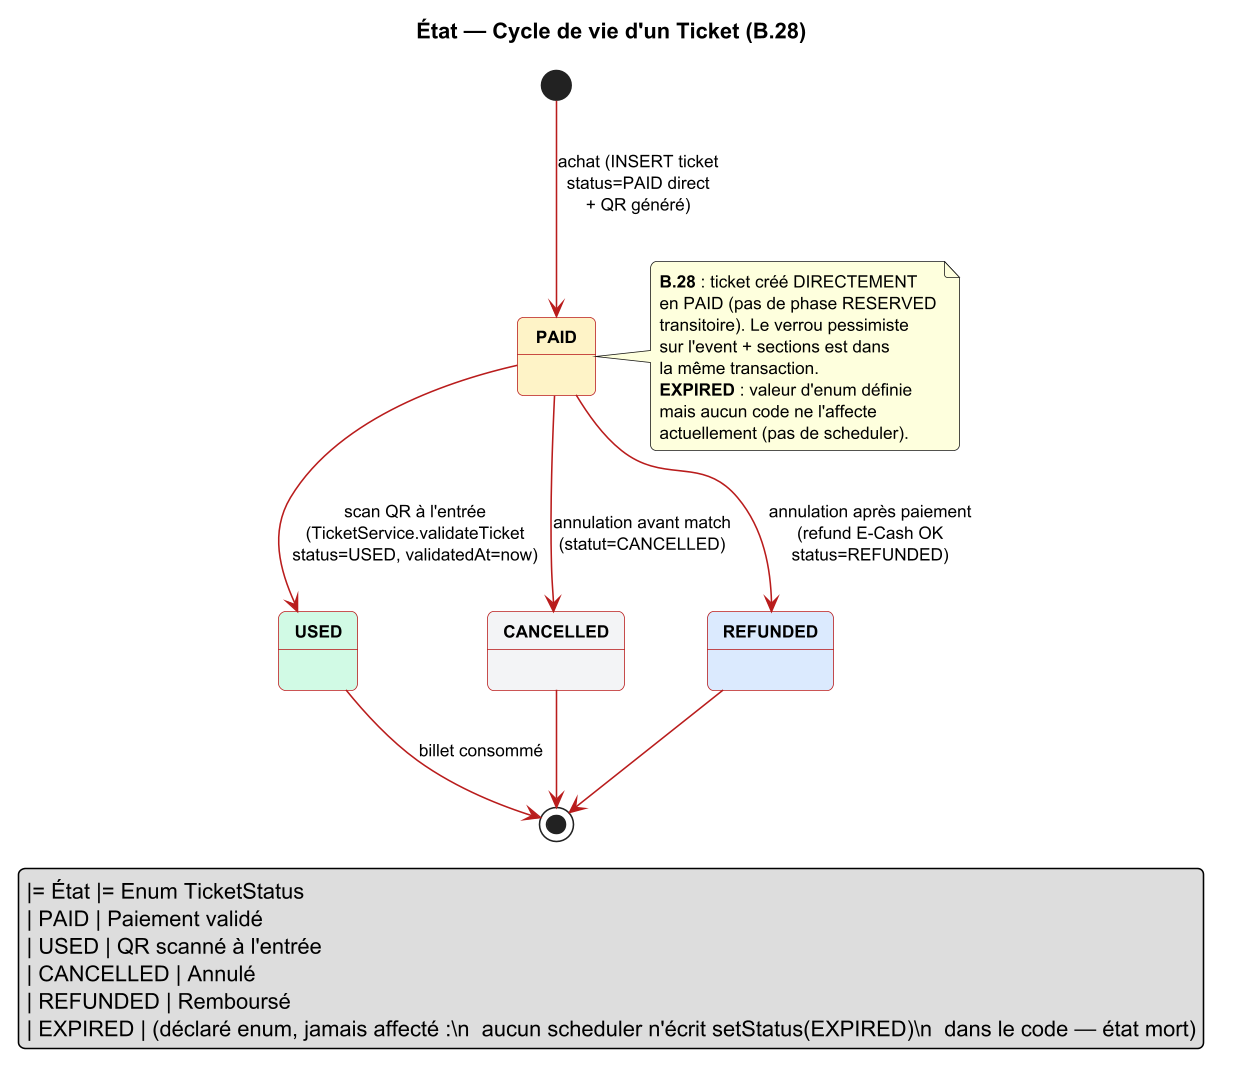 État — Cycle de vie d'un Ticket (B.28)
achat (INSERT ticket
status=PAID direct
+ QR généré)
B.28 : ticket créé DIRECTEMENT
en PAID (pas de phase RESERVED
transitoire). Le verrou pessimiste
sur l'event + sections est dans
la même transaction.
EXPIRED : valeur d'enum définie
mais aucun code ne l'affecte
actuellement (pas de scheduler).
PAID
scan QR à l'entrée
(TicketService.validateTicket
status=USED, validatedAt=now)
annulation avant match
(statut=CANCELLED)
annulation après paiement
(refund E-Cash OK
status=REFUNDED)
USED
CANCELLED
REFUNDED
billet consommé
|= État |= Enum TicketStatus
| PAID | Paiement validé
| USED | QR scanné à l'entrée
| CANCELLED | Annulé
| REFUNDED | Remboursé
| EXPIRED | (déclaré enum, jamais affecté :\n  aucun scheduler n'écrit setStatus(EXPIRED)\n  dans le code — état mort)